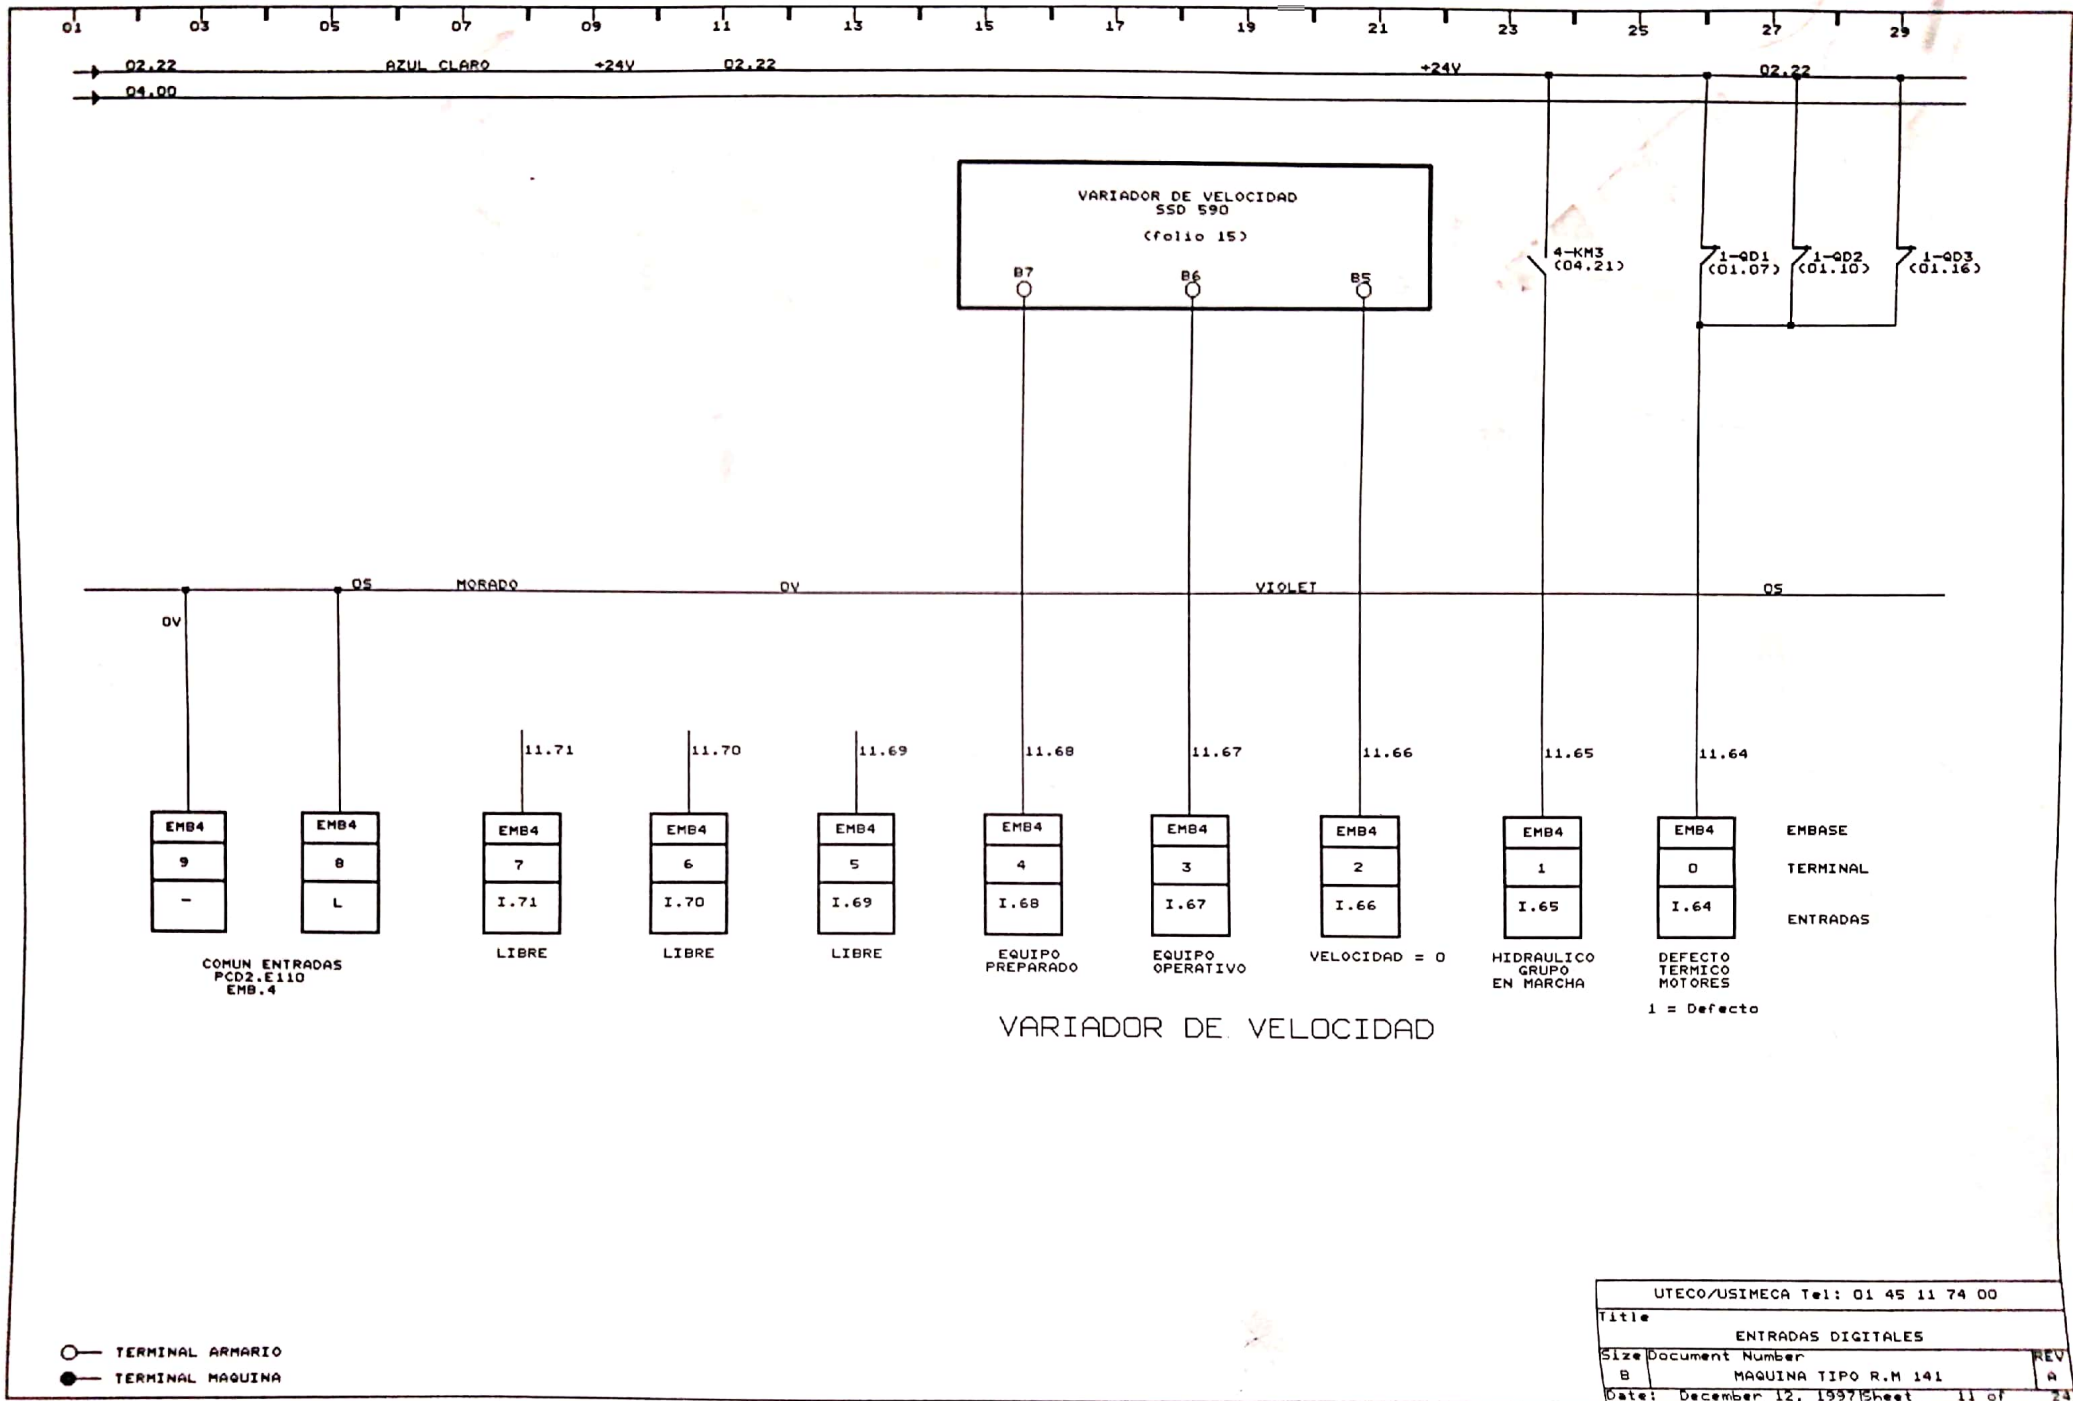 01 03 05 07 09 11 13 15 17 19 21 23 25 27 29
02.22 AZUL CLARO +24V 02.22 +24V 02.22
04.00
VARIADOR DE VELOCIDAD
SSD 590
(folio 15)
B7 B6 B5
4-KM3
(04.21)
1-QD1
(01.07)
1-QD2
(01.10)
1-QD3
(01.16)
0S MORADO 0V VIOLET 0S
0V
11.71 11.70 11.69 11.68 11.67 11.66 11.65 11.64
EMB4 EMB4 EMB4 EMB4 EMB4 EMB4 EMB4 EMB4 EMB4 EMB4 EMBASE
9 8 7 6 5 4 3 2 1 0 TERMINAL
- L I.71 I.70 I.69 I.68 I.67 I.66 I.65 I.64 ENTRADAS
COMUN ENTRADAS
PCD2.E110
EMB.4
LIBRE
LIBRE
LIBRE
EQUIPO
PREPARADO
EQUIPO
OPERATIVO
VELOCIDAD = 0
HIDRAULICO
GRUPO
EN MARCHA
DEFECTO
TERMICO
MOTORES
1 = Defecto
VARIADOR DE VELOCIDAD
TERMINAL ARMARIO
TERMINAL MAQUINA
UTECO/USIMECA Tel: 01 45 11 74 00
Title
ENTRADAS DIGITALES
Size Document Number REV
B MAQUINA TIPO R.M 141 A
Date: December 12, 1997 Sheet 11 of 24